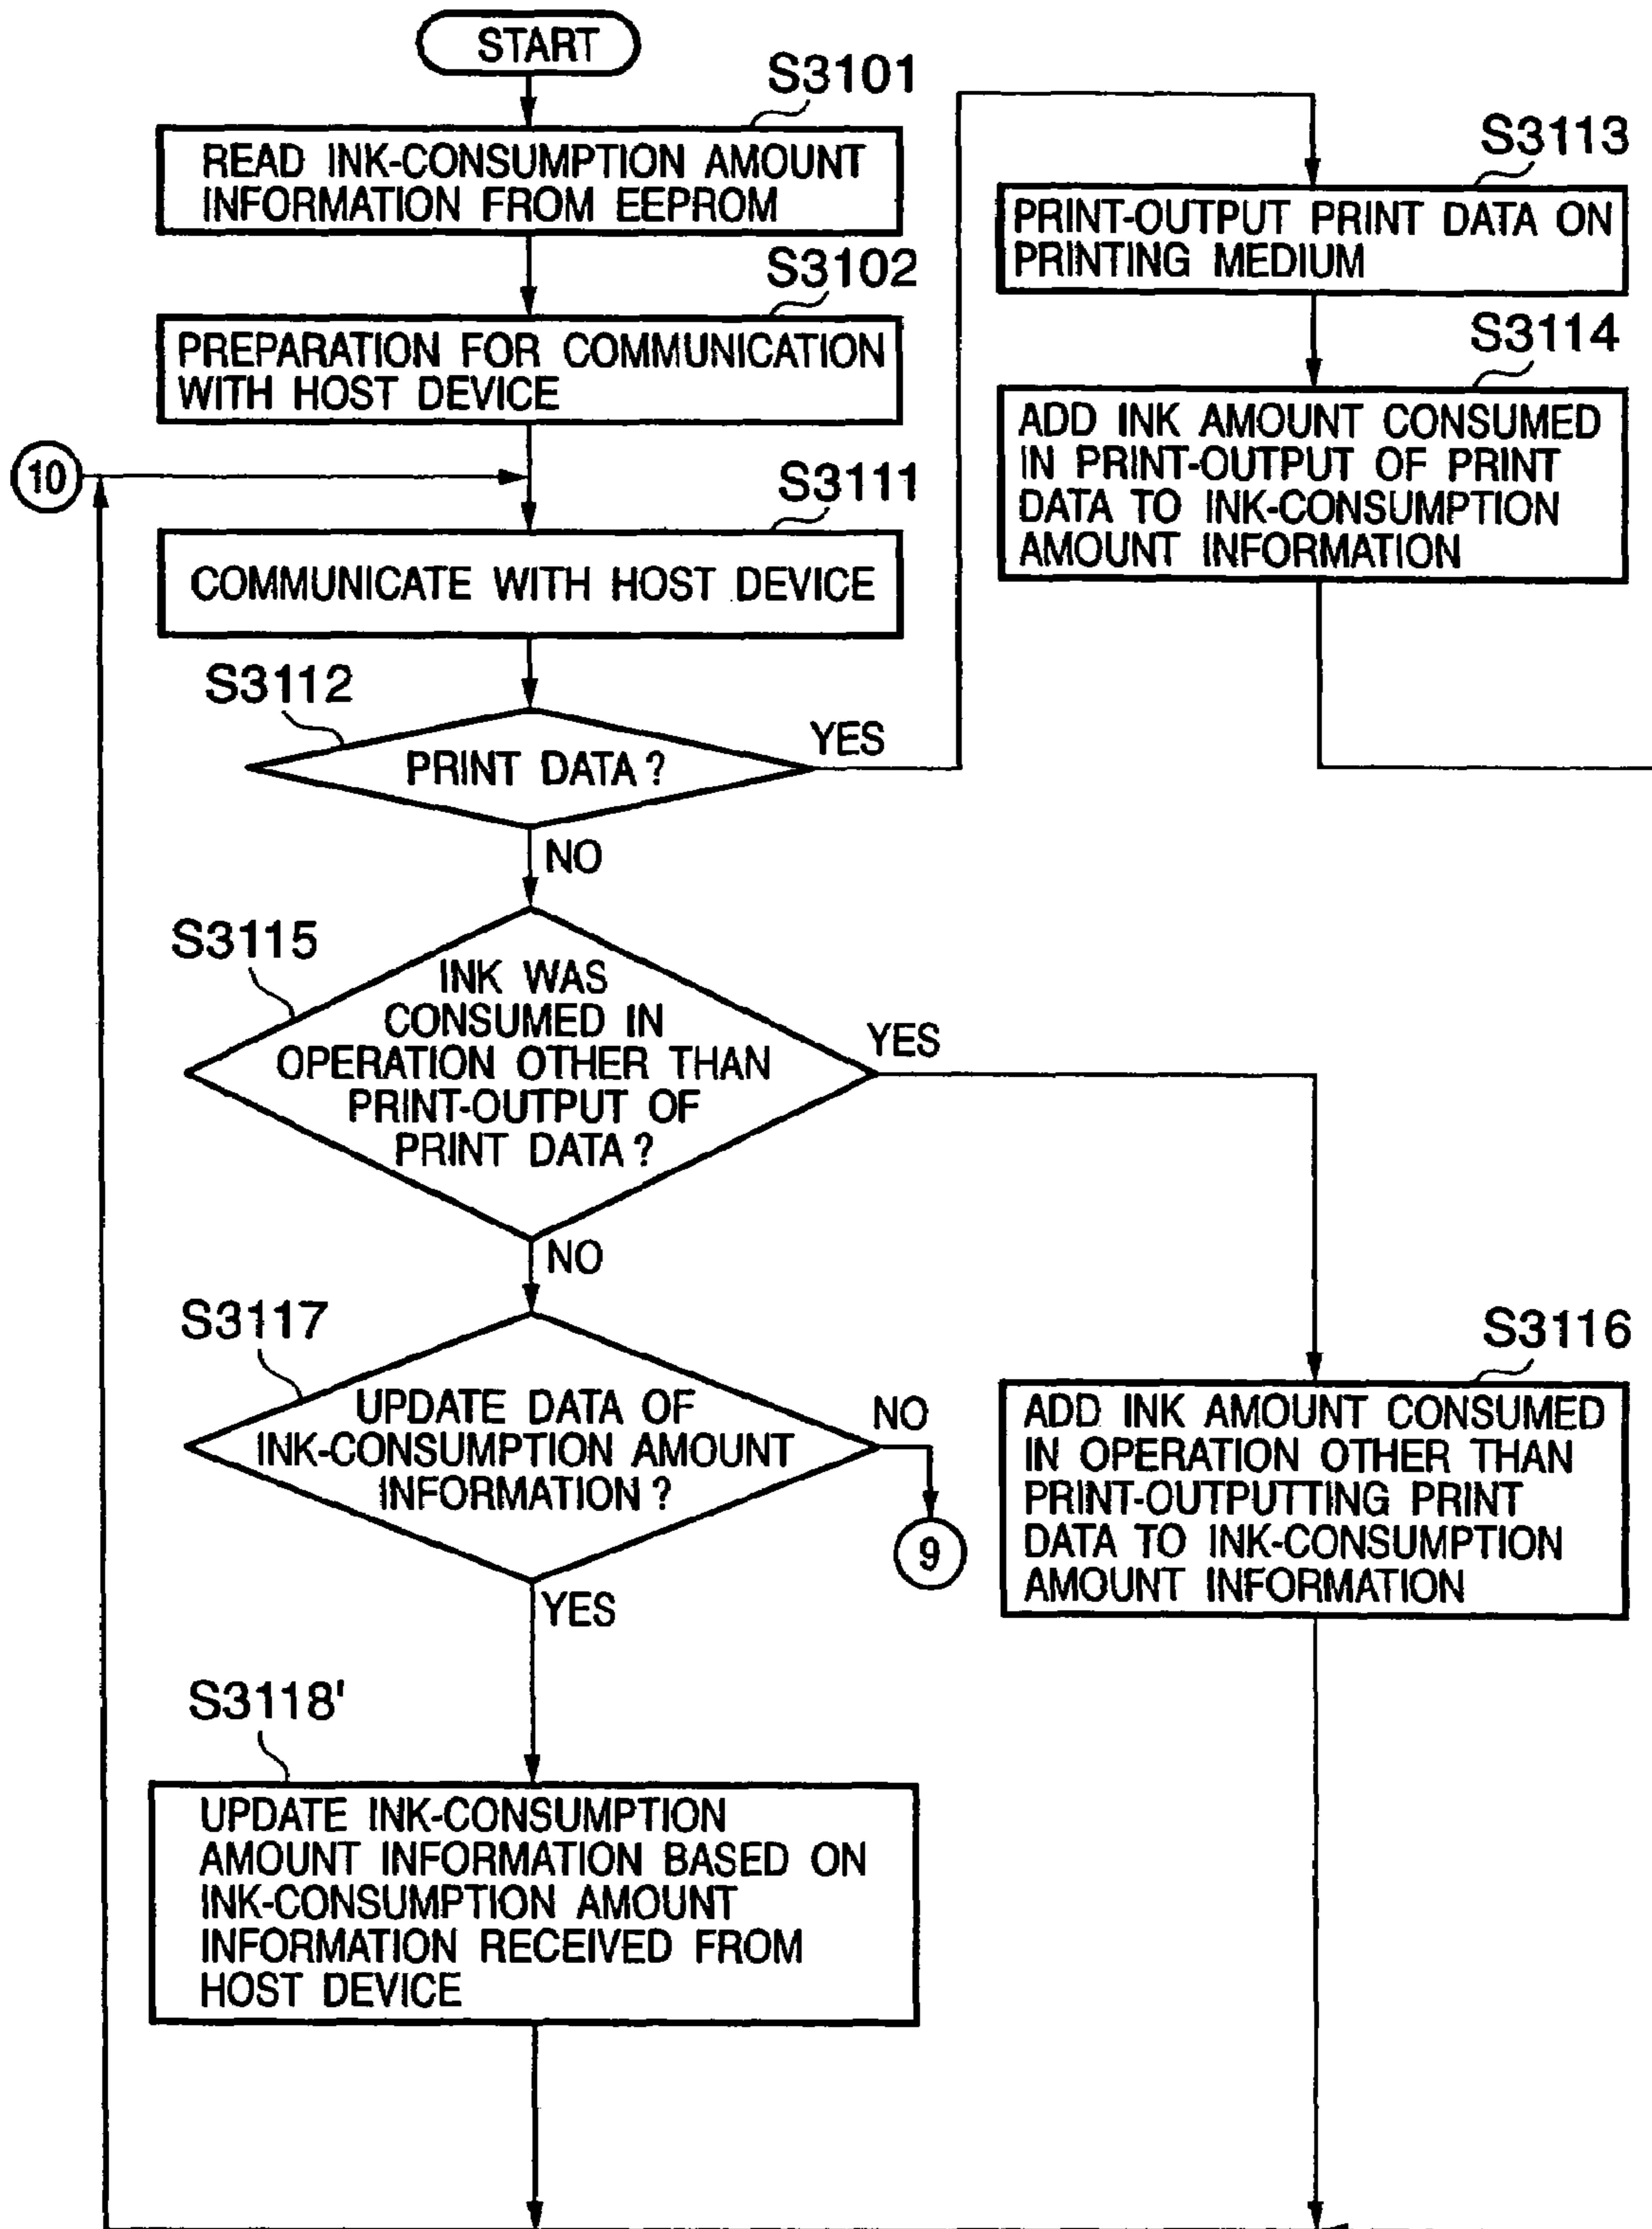 START
S3101
READ INK-CONSUMPTION AMOUNT
INFORMATION FROM EEPROM
S3102
PREPARATION FOR COMMUNICATION
WITH HOST DEVICE
10
S3111
COMMUNICATE WITH HOST DEVICE
S3112
PRINT DATA?
YES
NO
S3113
PRINT-OUTPUT PRINT DATA ON
PRINTING MEDIUM
S3114
ADD INK AMOUNT CONSUMED
IN PRINT-OUTPUT OF PRINT
DATA TO INK-CONSUMPTION
AMOUNT INFORMATION
S3115
INK WAS
CONSUMED IN
OPERATION OTHER THAN
PRINT-OUTPUT OF
PRINT DATA?
YES
NO
S3116
ADD INK AMOUNT CONSUMED
IN OPERATION OTHER THAN
PRINT-OUTPUTTING PRINT
DATA TO INK-CONSUMPTION
AMOUNT INFORMATION
S3117
UPDATE DATA OF
INK-CONSUMPTION AMOUNT
INFORMATION?
NO
9
YES
S3118'
UPDATE INK-CONSUMPTION
AMOUNT INFORMATION BASED ON
INK-CONSUMPTION AMOUNT
INFORMATION RECEIVED FROM
HOST DEVICE